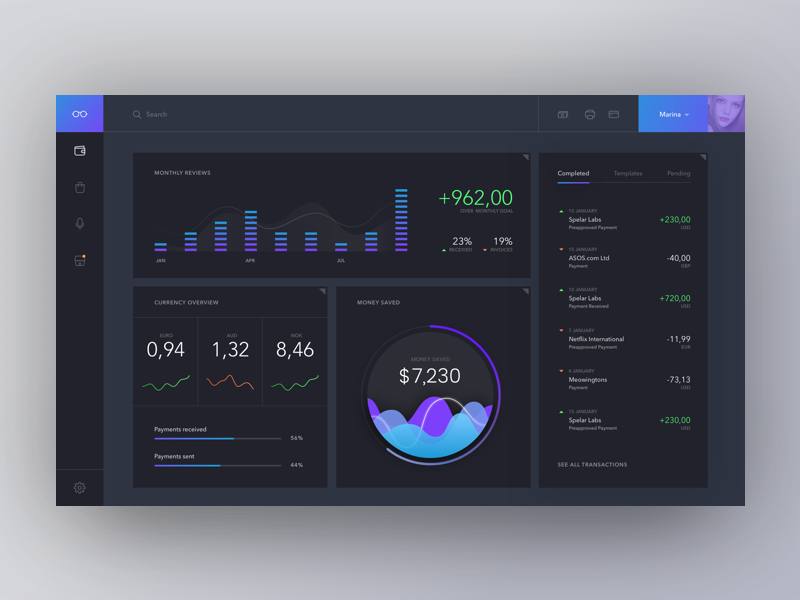 Search
Marina
MONTHLY REVIEWS
+962,00
OVER MONTHLY GOAL
23%
RECEIVED
19%
INVOICES
JAN
APR
JUL
Completed
Templates
Pending
15 JANUARY
Spelar Labs
Preapproved Payment
+230,00
USD
15 JANUARY
ASOS.com Ltd
Payment
-40,00
GBP
10 JANUARY
Spelar Labs
Payment Received
+720,00
USD
7 JANUARY
Netflix International
Preapproved Payment
-11,99
EUR
6 JANUARY
Meowingtons
Payment
-73,13
USD
15 JANUARY
Spelar Labs
Preapproved Payment
+230,00
USD
SEE ALL TRANSACTIONS
CURRENCY OVERVIEW
EURO
0,94
AUD
1,32
NOK
8,46
Payments received
56%
Payments sent
44%
MONEY SAVED
MONEY SAVED
$7,230